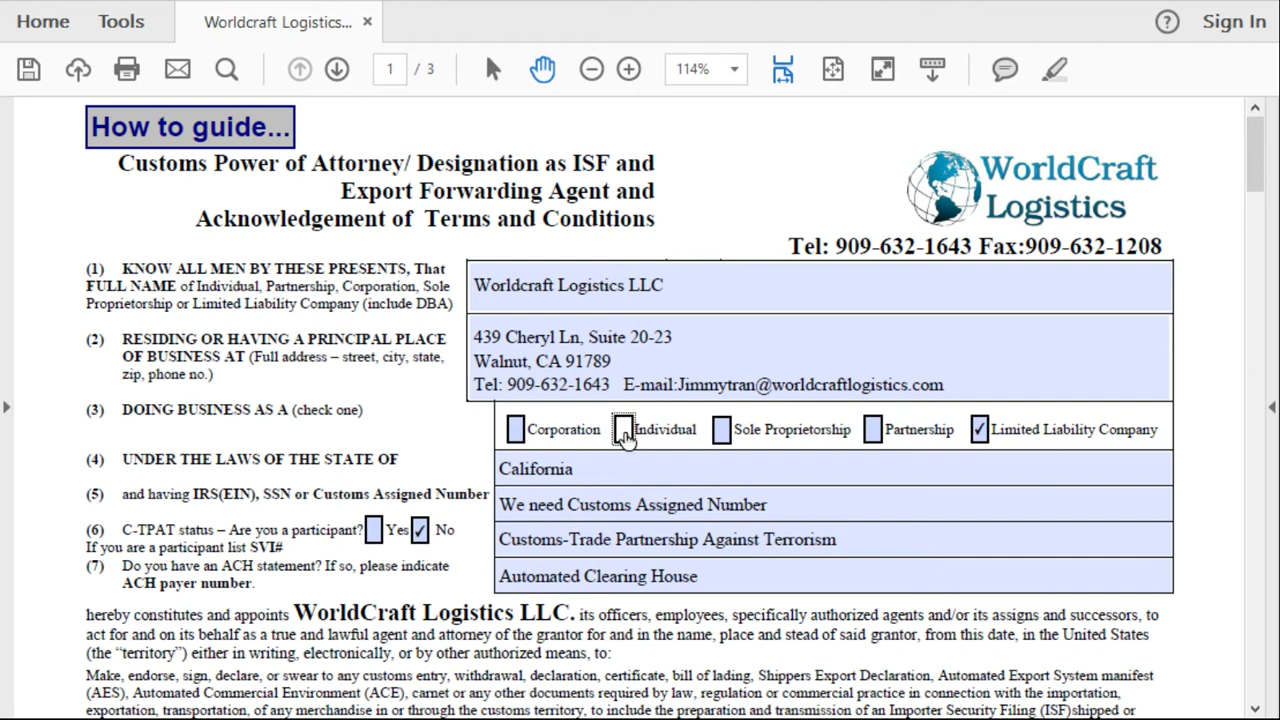 Home Tools Worldcraft Logistics... × ? Sign In
1 / 3 114%
How to guide...
Customs Power of Attorney/ Designation as ISF and
Export Forwarding Agent and
Acknowledgement of Terms and Conditions
WorldCraft
Logistics
Tel: 909-632-1643 Fax:909-632-1208
(1) KNOW ALL MEN BY THESE PRESENTS, That
FULL NAME of Individual, Partnership, Corporation, Sole
Proprietorship or Limited Liability Company (include DBA)
Worldcraft Logistics LLC
(2) RESIDING OR HAVING A PRINCIPAL PLACE
OF BUSINESS AT (Full address – street, city, state,
zip, phone no.)
439 Cheryl Ln, Suite 20-23
Walnut, CA 91789
Tel: 909-632-1643 E-mail:Jimmytran@worldcraftlogistics.com
(3) DOING BUSINESS AS A (check one)
Corporation Individual Sole Proprietorship Partnership ✓ Limited Liability Company
(4) UNDER THE LAWS OF THE STATE OF
California
(5) and having IRS(EIN), SSN or Customs Assigned Number
We need Customs Assigned Number
(6) C-TPAT status – Are you a participant? Yes ✓ No
If you are a participant list SVI#
Customs-Trade Partnership Against Terrorism
(7) Do you have an ACH statement? If so, please indicate
ACH payer number.
Automated Clearing House
hereby constitutes and appoints WorldCraft Logistics LLC. its officers, employees, specifically authorized agents and/or its assigns and successors, to
act for and on its behalf as a true and lawful agent and attorney of the grantor for and in the name, place and stead of said grantor, from this date, in the United States
(the “territory”) either in writing, electronically, or by other authorized means, to:
Make, endorse, sign, declare, or swear to any customs entry, withdrawal, declaration, certificate, bill of lading, Shippers Export Declaration, Automated Export System manifest
(AES), Automated Commercial Environment (ACE), carnet or any other documents required by law, regulation or commercial practice in connection with the importation,
exportation, transportation, of any merchandise in or through the customs territory, to include the preparation and transmission of an Importer Security Filing (ISF)shipped or